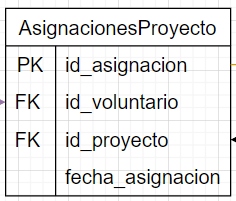 AsignacionesProyecto
PK id_asignacion
FK id_voluntario
FK id_proyecto
fecha_asignacion